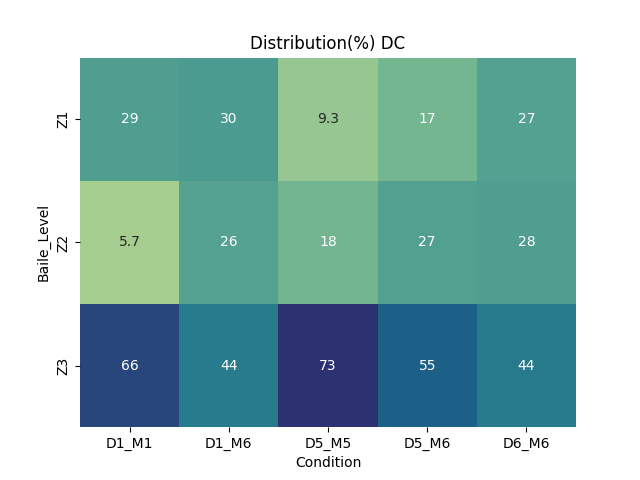 Distribution(%) DC
Z1
29 30 9.3 17 27
Baile_Level
Z2
5.7 26 18 27 28
Z3
66 44 73 55 44
D1_M1 D1_M6 D5_M5 D5_M6 D6_M6
Condition